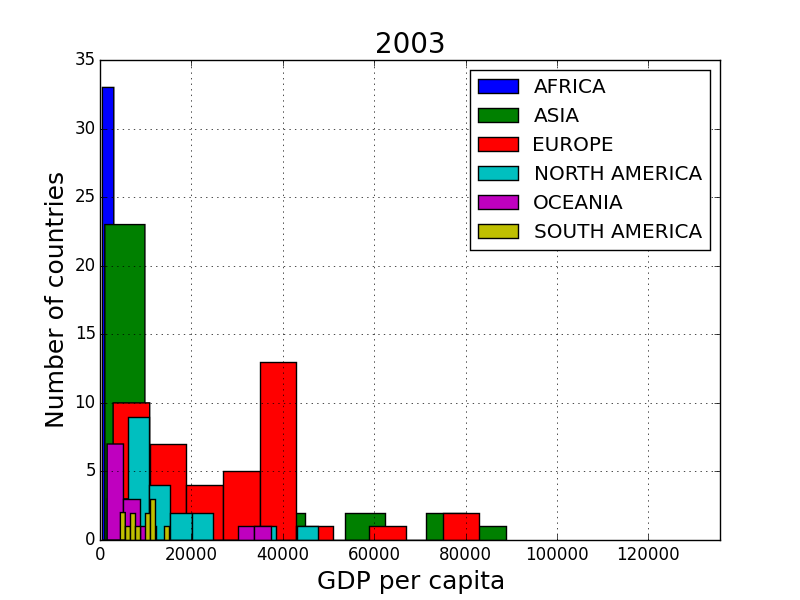 2003
35
30
25
20
15
10
5
0
Number of countries
AFRICA
ASIA
EUROPE
NORTH AMERICA
OCEANIA
SOUTH AMERICA
0 20000 40000 60000 80000 100000 120000
GDP per capita